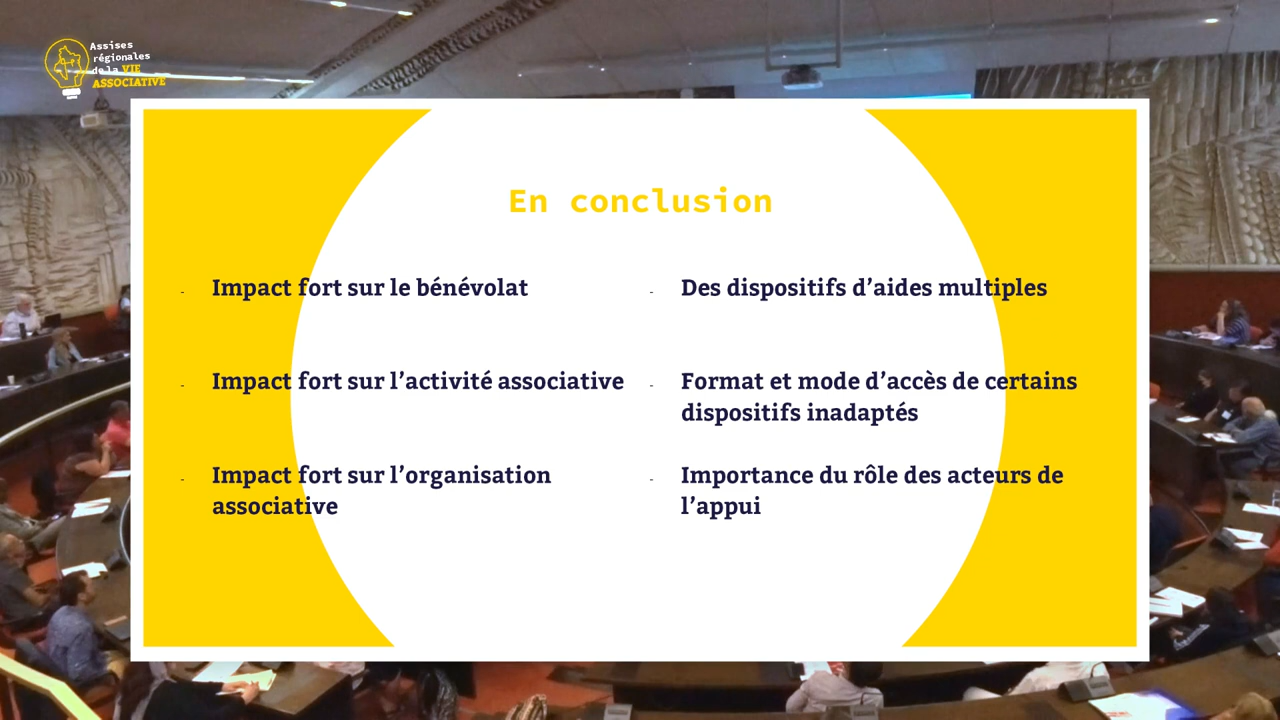 Assises
régionales
de la VIE
ASSOCIATIVE
En conclusion
- Impact fort sur le bénévolat
- Impact fort sur l’activité associative
- Impact fort sur l’organisation
associative
- Des dispositifs d’aides multiples
- Format et mode d’accès de certains
dispositifs inadaptés
- Importance du rôle des acteurs de
l’appui